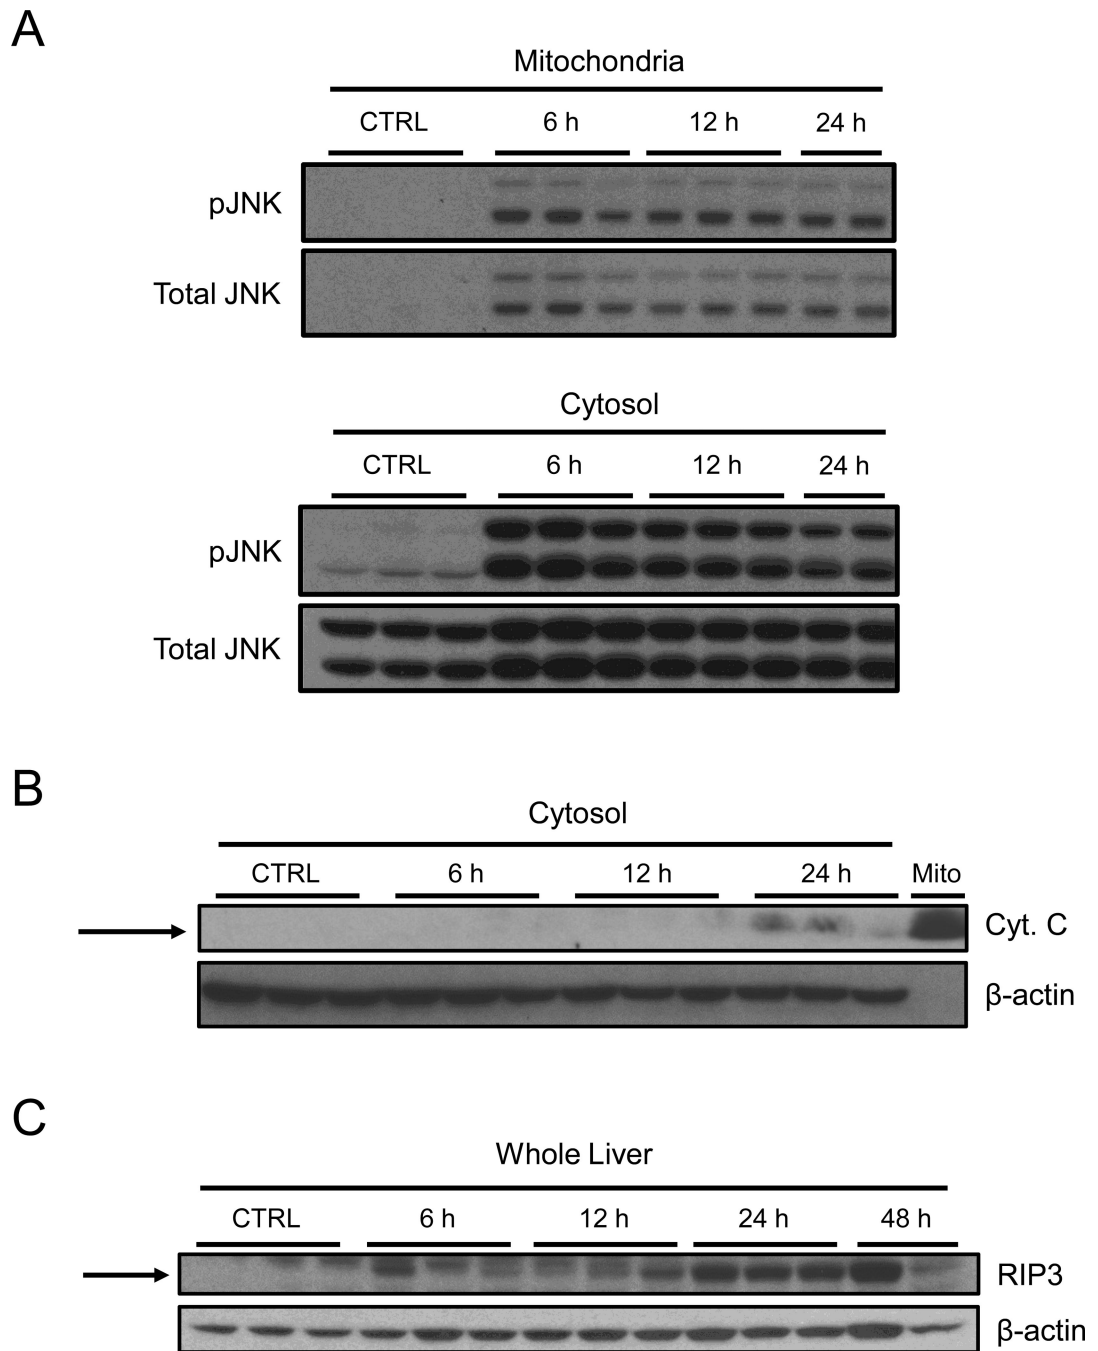 A
Mitochondria
CTRL 6 h 12 h 24 h
pJNK
Total JNK
Cytosol
CTRL 6 h 12 h 24 h
pJNK
Total JNK
B
Cytosol
CTRL 6 h 12 h 24 h Mito
Cyt. C
β-actin
C
Whole Liver
CTRL 6 h 12 h 24 h 48 h
RIP3
β-actin